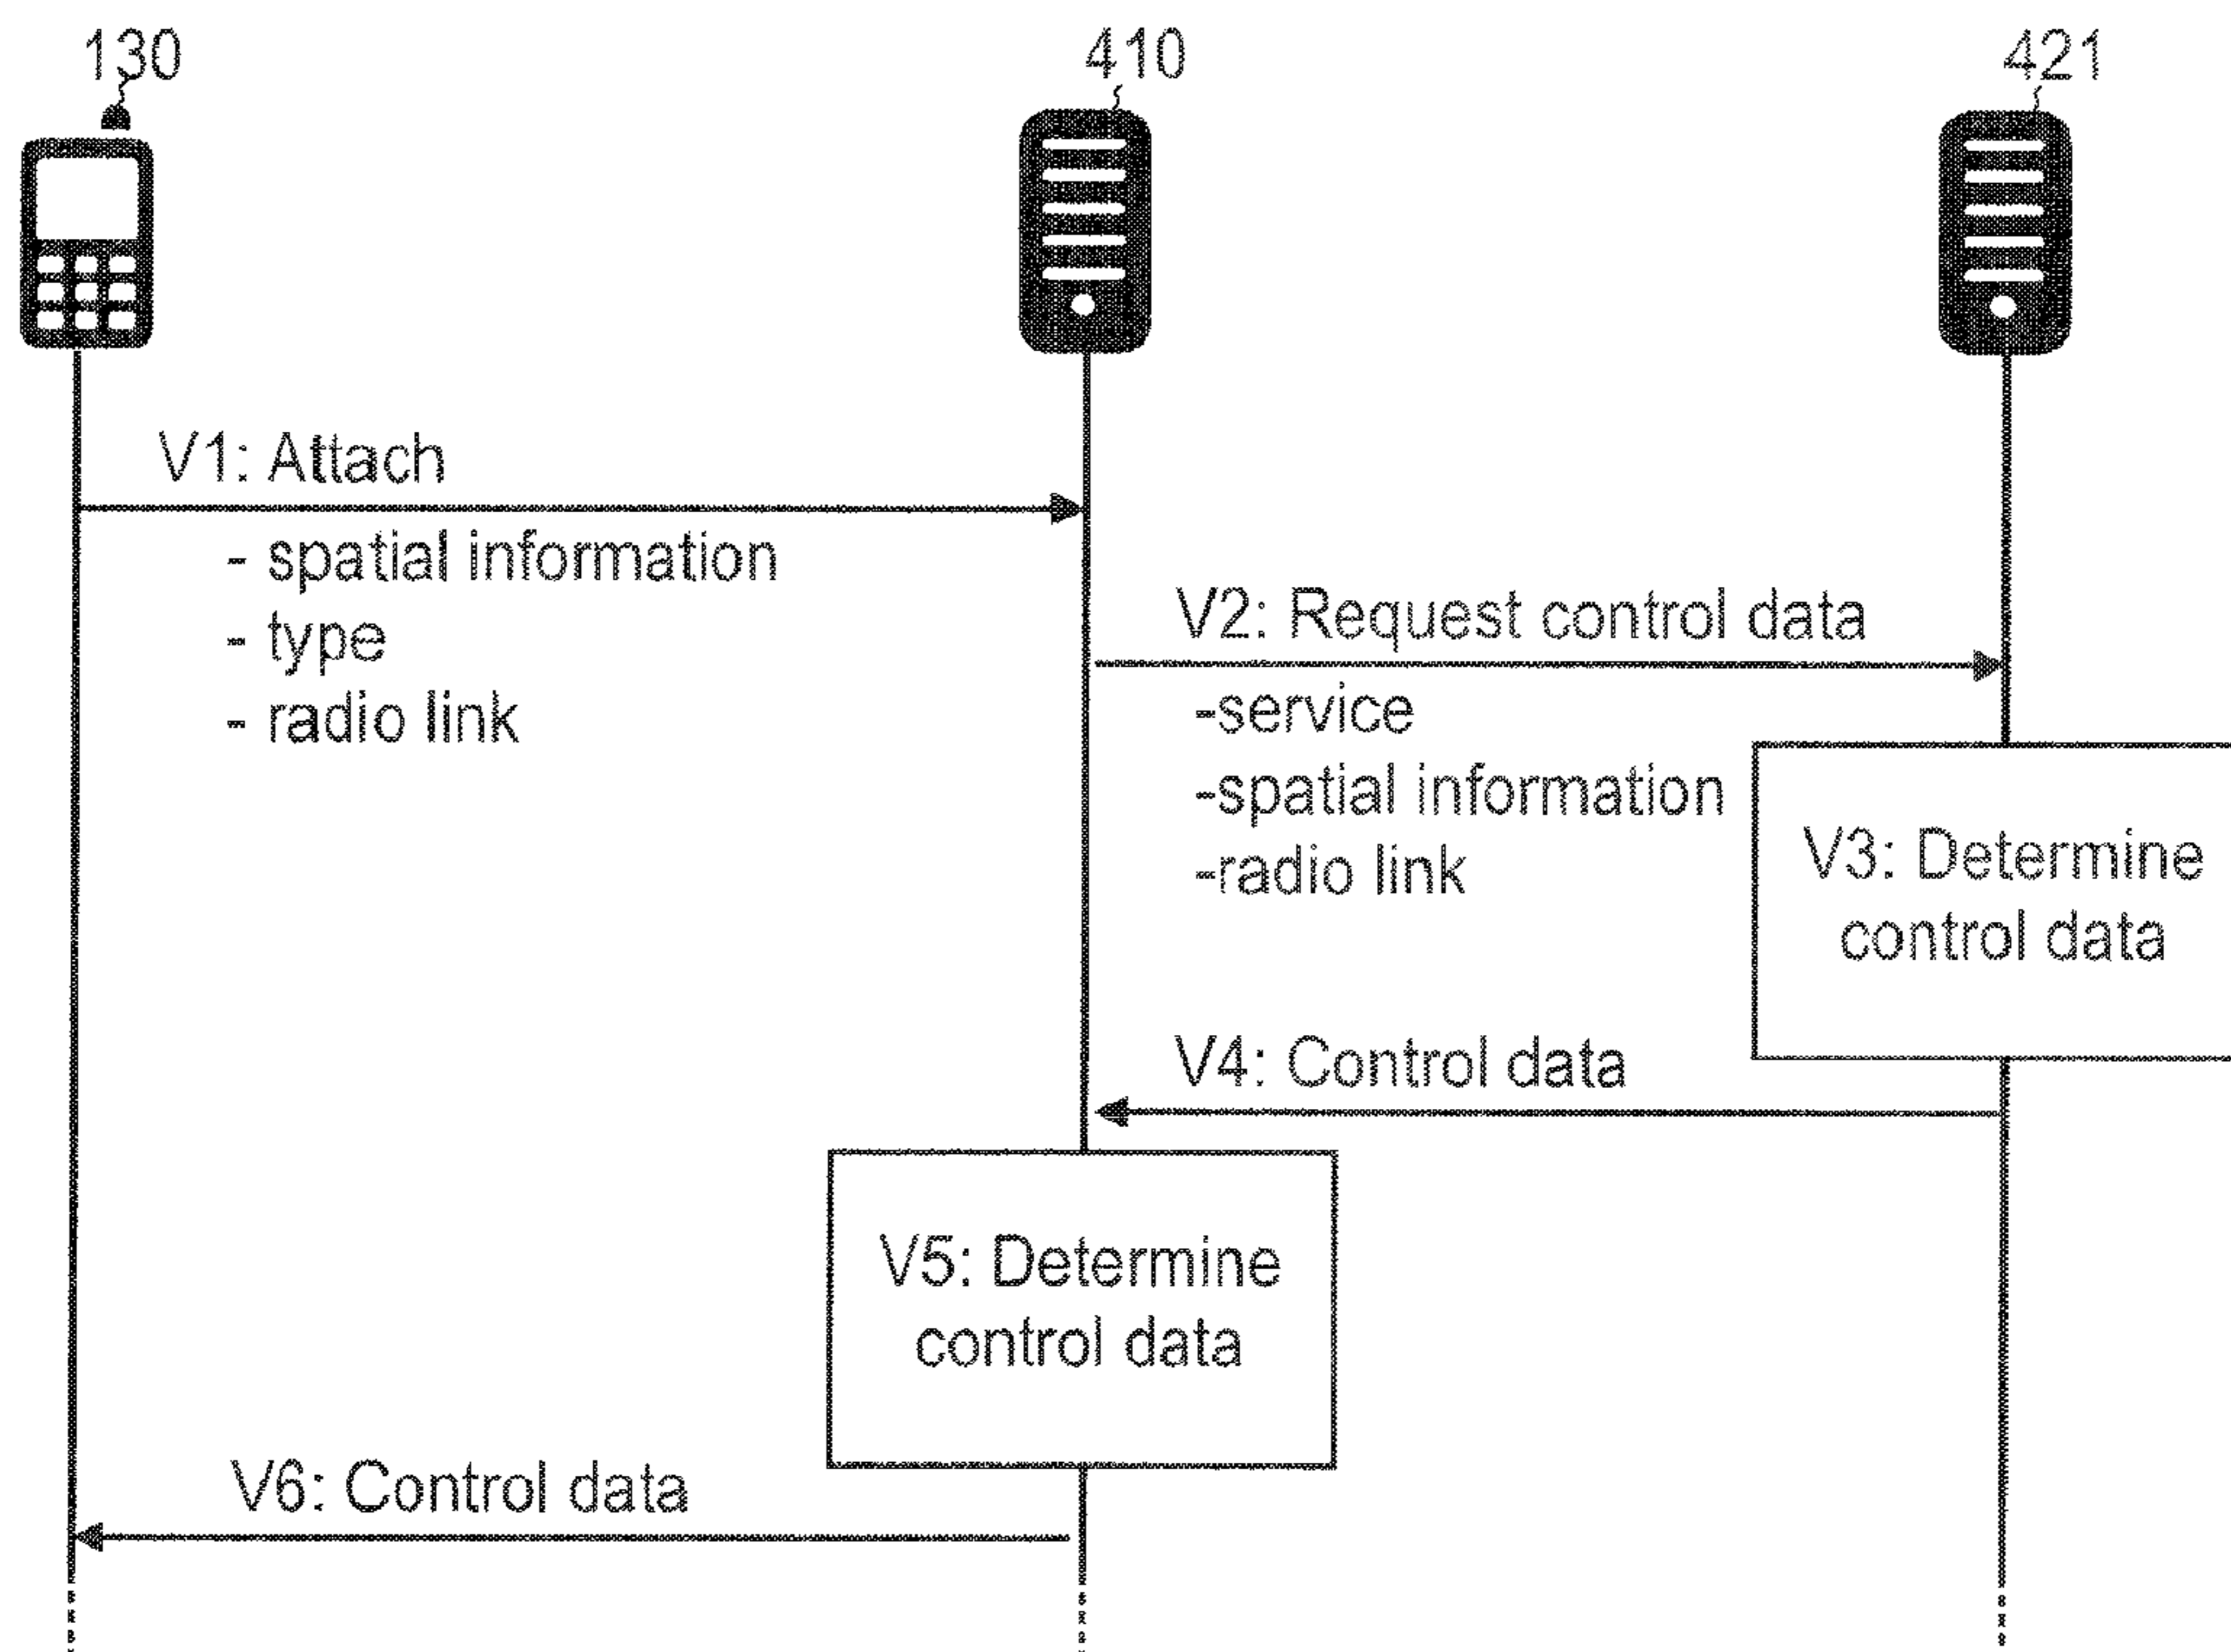 130
410
421
V1: Attach
- spatial information
- type
- radio link
V2: Request control data
-service
-spatial information
-radio link
V3: Determine
control data
V4: Control data
V5: Determine
control data
V6: Control data